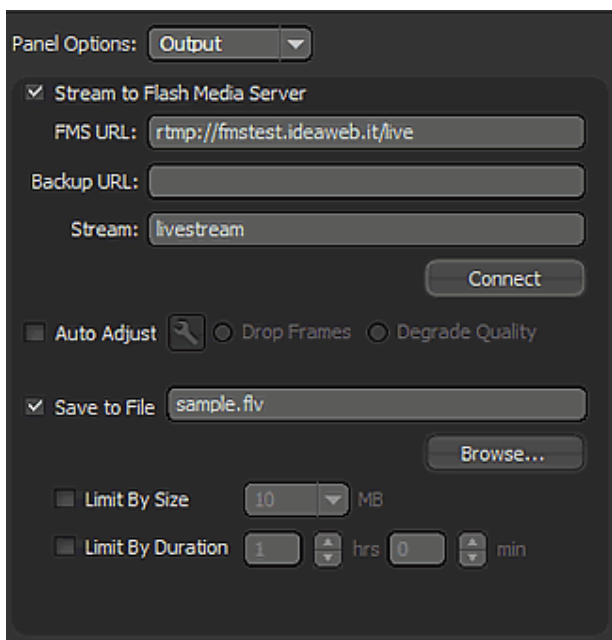 Panel Options: Output
Stream to Flash Media Server
FMS URL: rtmp://fmstest.ideaweb.it/live
Backup URL:
Stream: livestream
Connect
Auto Adjust Drop Frames Degrade Quality
Save to File sample.flv
Browse...
Limit By Size 10 MB
Limit By Duration 1 hrs 0 min